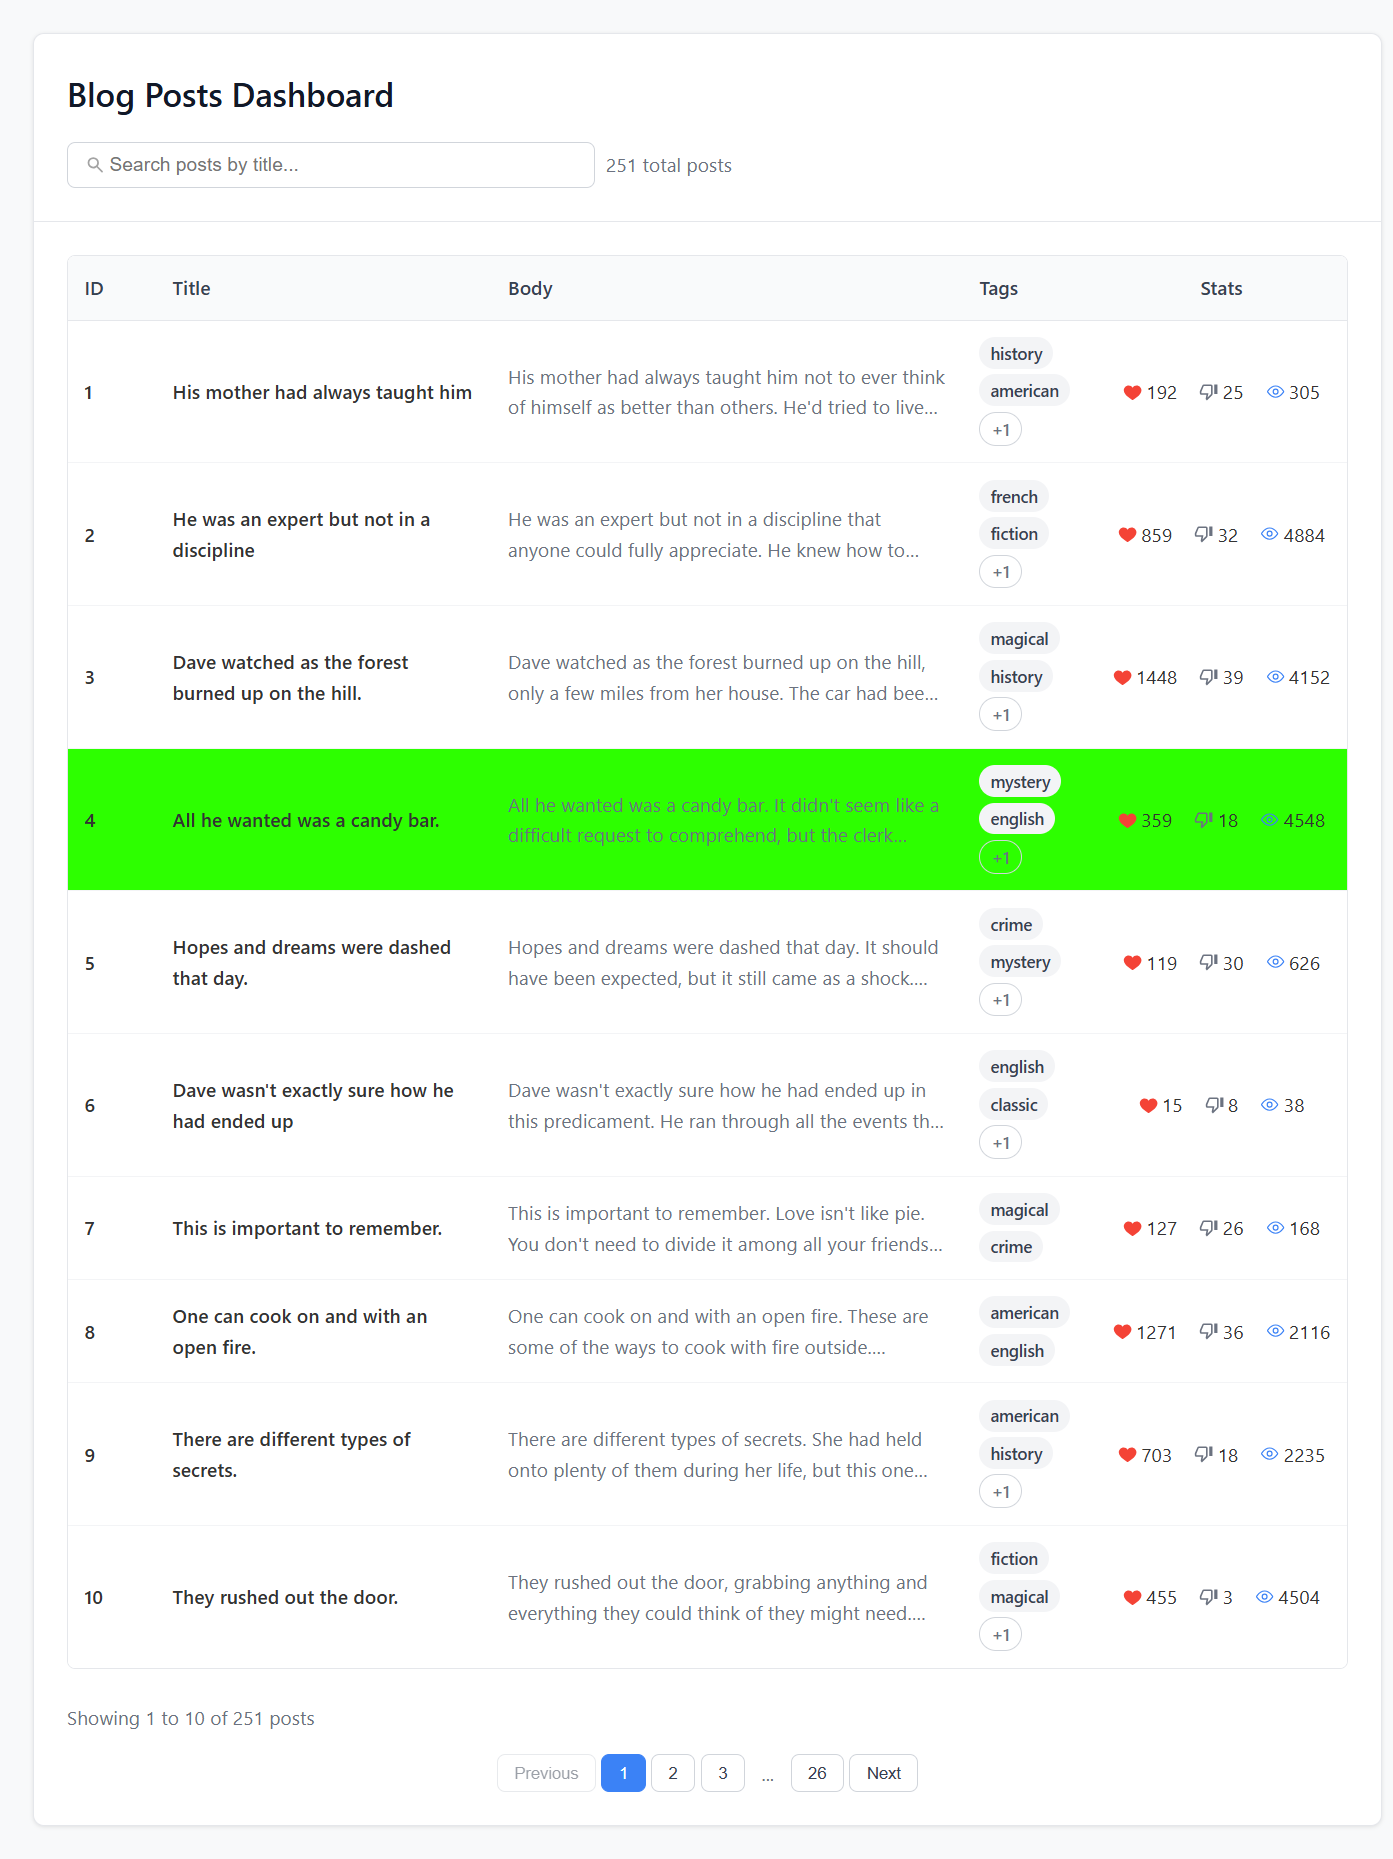 Blog Posts Dashboard
Search posts by title...
251 total posts
ID Title Body Tags Stats
1 His mother had always taught him
His mother had always taught him not to ever think
of himself as better than others. He'd tried to live...
history
american
+1
192 25 305
2 He was an expert but not in a
discipline
He was an expert but not in a discipline that
anyone could fully appreciate. He knew how to...
french
fiction
+1
859 32 4884
3 Dave watched as the forest
burned up on the hill.
Dave watched as the forest burned up on the hill,
only a few miles from her house. The car had bee...
magical
history
+1
1448 39 4152
4 All he wanted was a candy bar.
All he wanted was a candy bar. It didn't seem like a
difficult request to comprehend, but the clerk...
mystery
english
+1
359 18 4548
5 Hopes and dreams were dashed
that day.
Hopes and dreams were dashed that day. It should
have been expected, but it still came as a shock....
crime
mystery
+1
119 30 626
6 Dave wasn't exactly sure how he
had ended up
Dave wasn't exactly sure how he had ended up in
this predicament. He ran through all the events th...
english
classic
+1
15 8 38
7 This is important to remember.
This is important to remember. Love isn't like pie.
You don't need to divide it among all your friends...
magical
crime
127 26 168
8 One can cook on and with an
open fire.
One can cook on and with an open fire. These are
some of the ways to cook with fire outside....
american
english
1271 36 2116
9 There are different types of
secrets.
There are different types of secrets. She had held
onto plenty of them during her life, but this one...
american
history
+1
703 18 2235
10 They rushed out the door.
They rushed out the door, grabbing anything and
everything they could think of they might need....
fiction
magical
+1
455 3 4504
Showing 1 to 10 of 251 posts
Previous 1 2 3 ... 26 Next